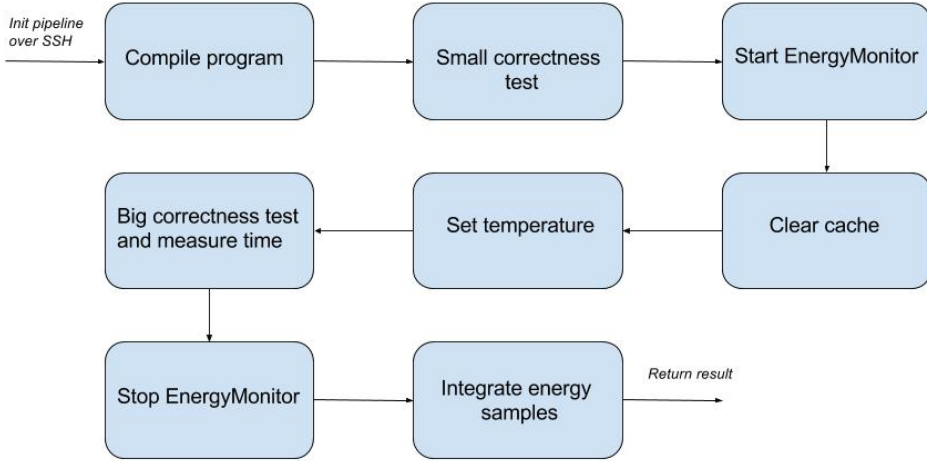 Init pipeline
over SSH
Compile program
Small correctness
test
Start EnergyMonitor
Big correctness test
and measure time
Set temperature
Clear cache
Stop EnergyMonitor
Integrate energy
samples
Return result